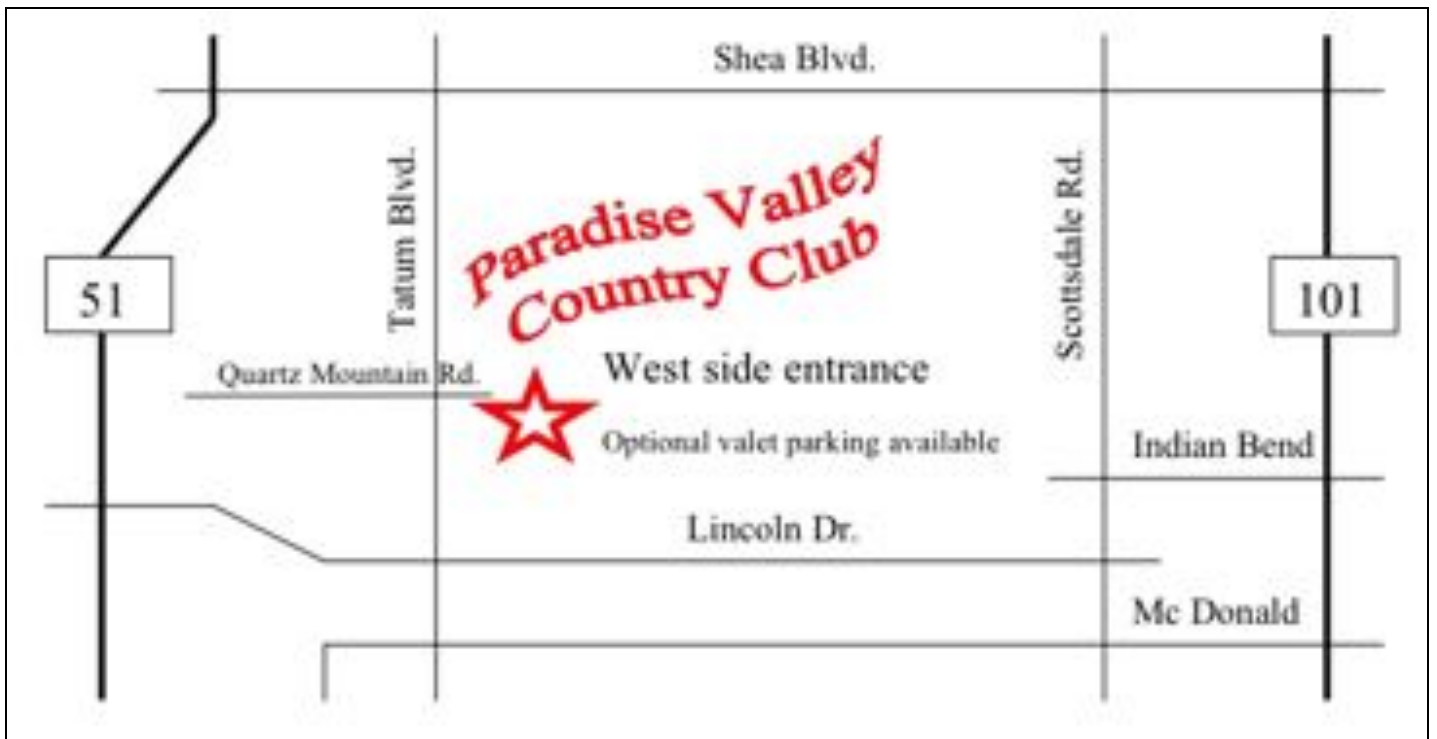 Shea Blvd.
Tatum Blvd.
Paradise Valley
Country Club
Scottsdale Rd.
51
101
Quartz Mountain Rd.
West side entrance
Optional valet parking available
Indian Bend
Lincoln Dr.
Mc Donald